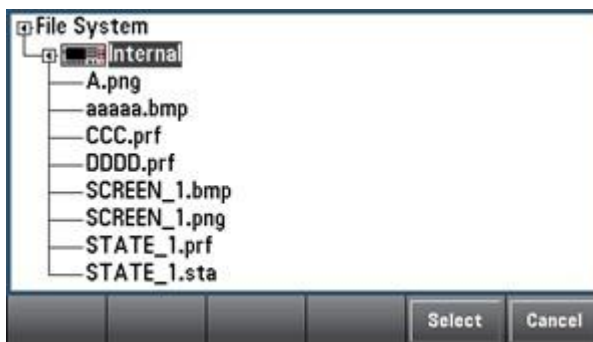 File System
Internal
A.png
aaaaa.bmp
CCC.prf
DDDD.prf
SCREEN_1.bmp
SCREEN_1.png
STATE_1.prf
STATE_1.sta
Select Cancel